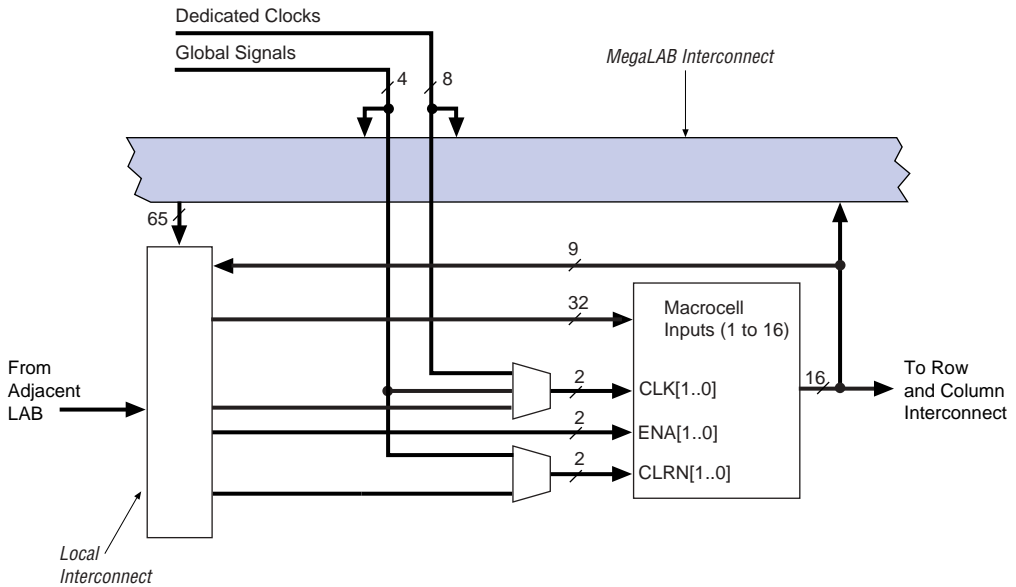 Dedicated Clocks
Global Signals
MegaLAB Interconnect
4
8
65
9
32
Macrocell
Inputs (1 to 16)
From
Adjacent
LAB
2
CLK[1..0]
16
To Row
and Column
Interconnect
2
ENA[1..0]
2
CLRN[1..0]
Local
Interconnect